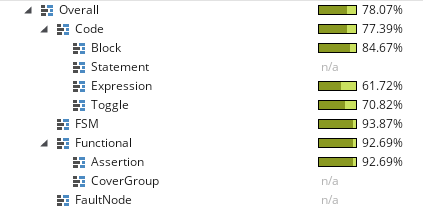 Overall 78.07%
Code 77.39%
Block 84.67%
Statement n/a
Expression 61.72%
Toggle 70.82%
FSM 93.87%
Functional 92.69%
Assertion 92.69%
CoverGroup n/a
FaultNode n/a